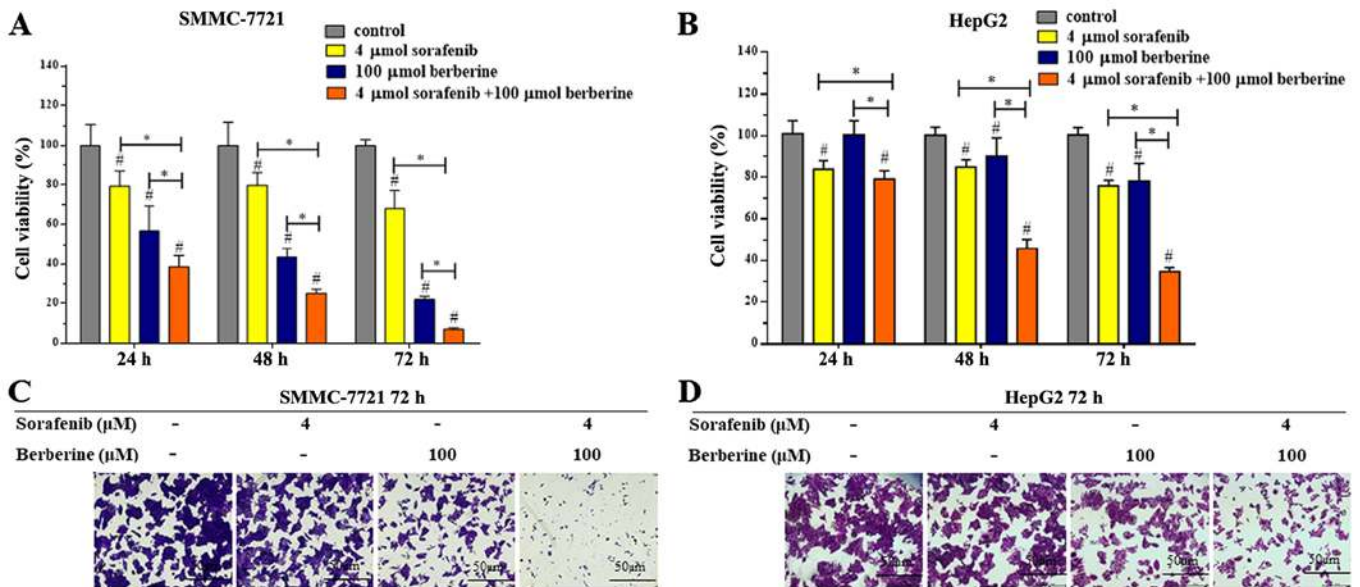 A
SMMC-7721
control
4 μmol sorafenib
100 μmol berberine
4 μmol sorafenib +100 μmol berberine
Cell viability (%)
140
120
100
80
60
40
20
0
#
*
#
*
#
#
*
#
*
#
#
*
#
*
#
24 h
48 h
72 h
B
HepG2
control
4 μmol sorafenib
100 μmol berberine
4 μmol sorafenib +100 μmol berberine
Cell viability (%)
140
120
100
80
60
40
20
0
*
#
*
#
*
#
#
*
#
*
#
#
*
#
24 h
48 h
72 h
C
SMMC-7721 72 h
Sorafenib (μM) – 4 – 4
Berberine (μM) – – 100 100
50μm
50μm
50μm
50μm
D
HepG2 72 h
Sorafenib (μM) – 4 – 4
Berberine (μM) – – 100 100
50μm
50μm
50μm
50μm